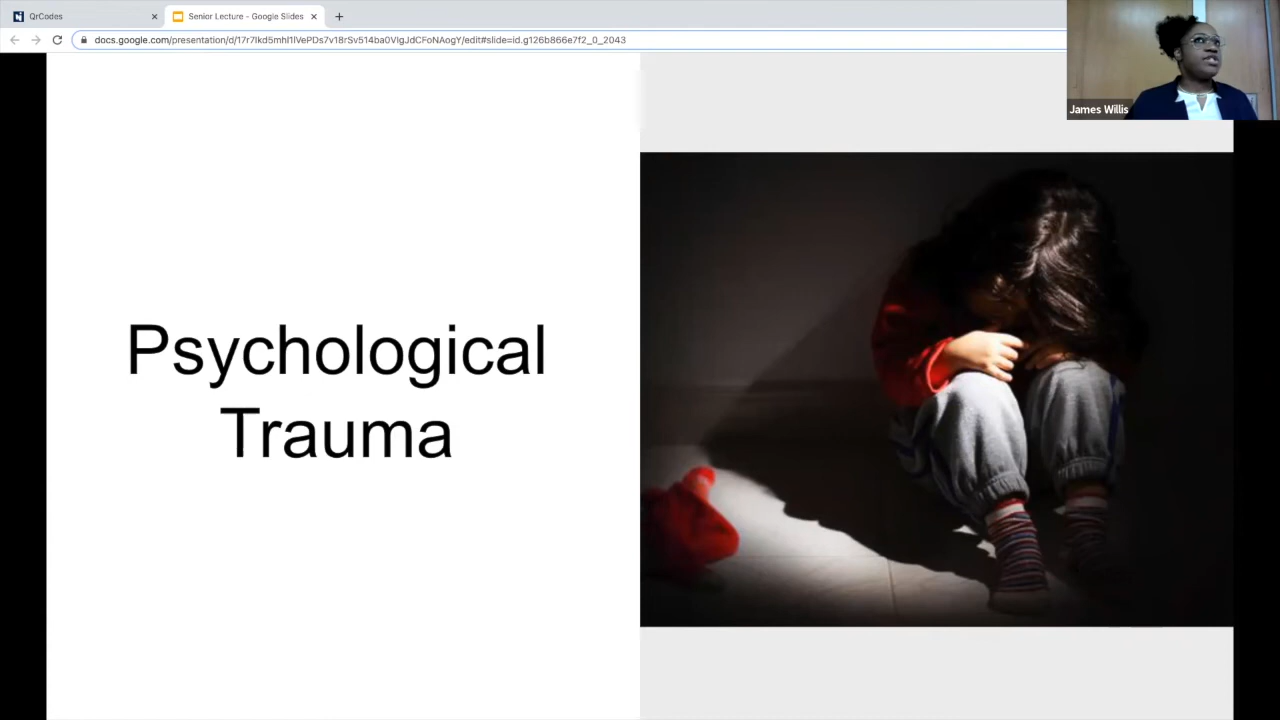 QrCodes
Senior Lecture - Google Slides
docs.google.com/presentation/d/17r7lkd5mhl1lVePDs7v18rSv514ba0VlgJdCFoNAogY/edit#slide=id.g126b866e7f2_0_2043
James Willis
Psychological
Trauma